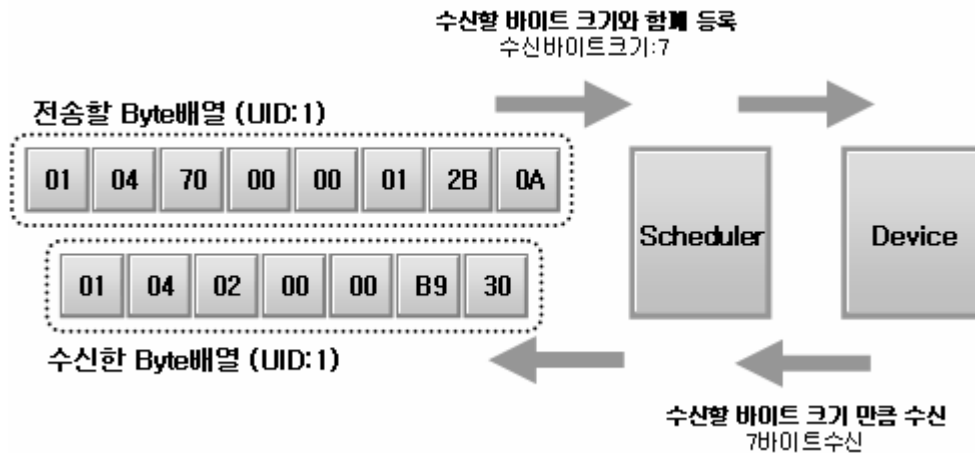 수신할 바이트 크기와 함께 등록
수신바이트크기:7
전송할 Byte배열 (UID:1)
01 04 70 00 00 01 2B 0A
Scheduler
Device
01 04 02 00 00 B9 30
수신한 Byte배열 (UID:1)
수신할 바이트 크기 만큼 수신
7바이트수신